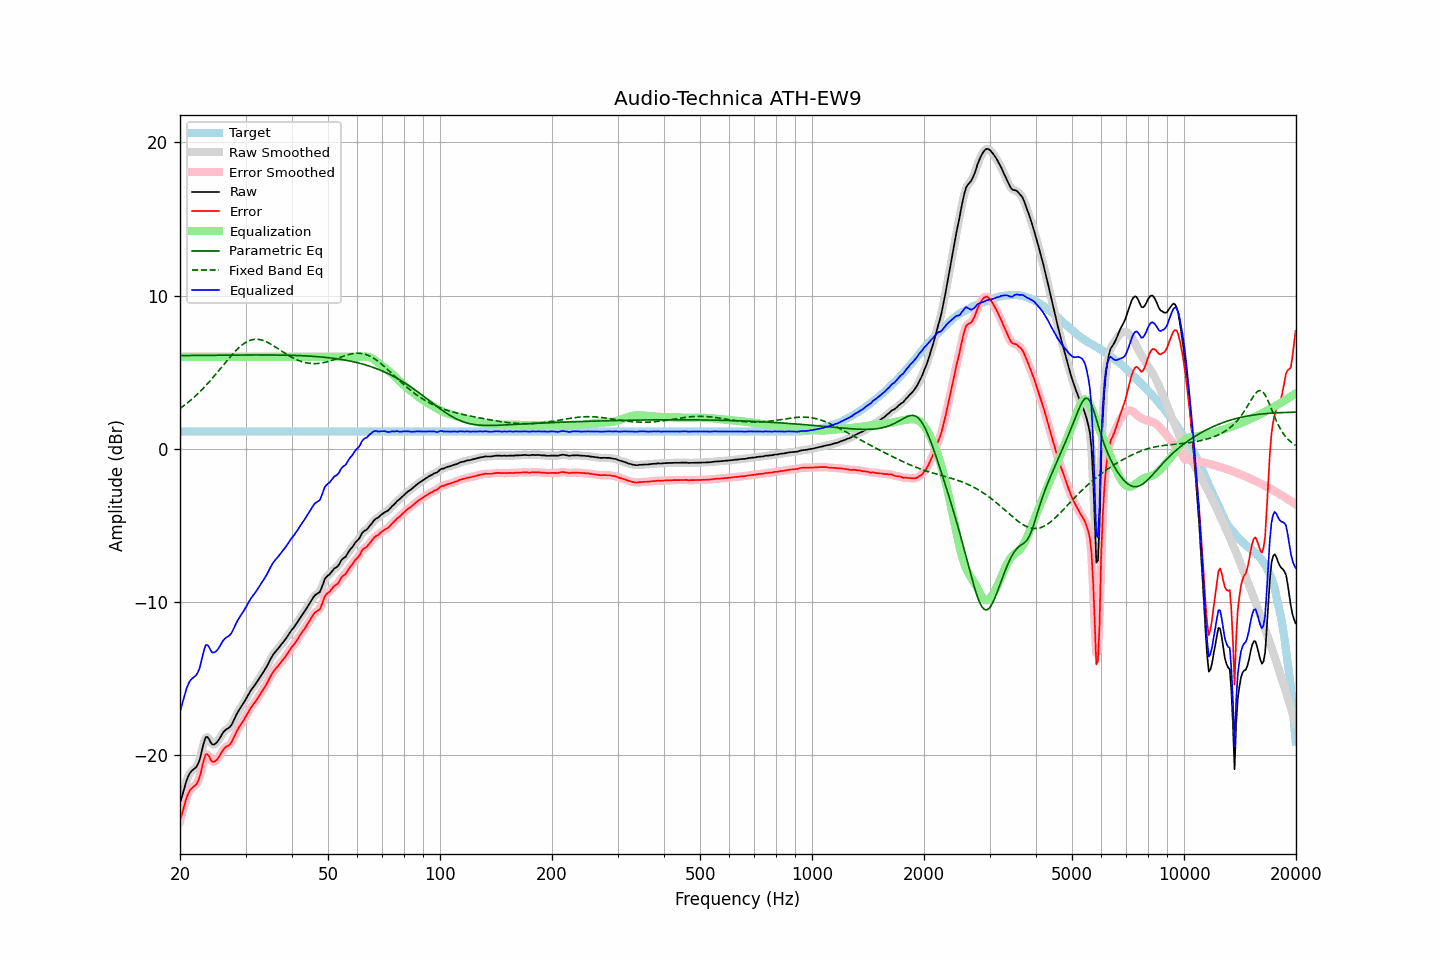 Audio-Technica ATH-EW9
Target
Raw Smoothed
Error Smoothed
Raw
Error
Equalization
Parametric Eq
Fixed Band Eq
Equalized
20
10
0
−10
−20
Amplitude (dBr)
20
50
100
200
500
1000
2000
5000
10000
20000
Frequency (Hz)